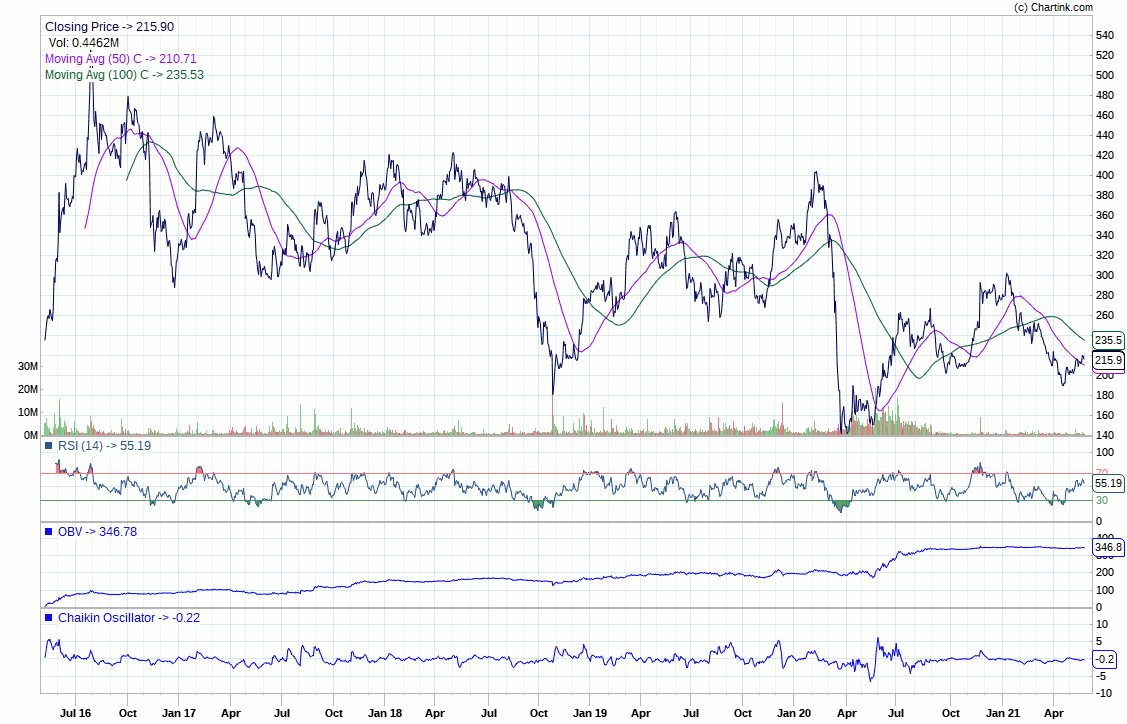 (c) Chartink.com
Closing Price -> 215.90
Vol: 0.4462M
Moving Avg (50) C -> 210.71
Moving Avg (100) C -> 235.53
540
520
500
480
460
440
420
400
380
360
340
320
300
280
260
235.5
215.9
200
180
160
140
30M
20M
10M
0M
RSI (14) -> 55.19
100
70
55.19
30
0
OBV -> 346.78
400
346.8
200
100
0
Chaikin Oscillator -> -0.22
10
5
-0.2
-5
-10
Jul 16 Oct Jan 17 Apr Jul Oct Jan 18 Apr Jul Oct Jan 19 Apr Jul Oct Jan 20 Apr Jul Oct Jan 21 Apr